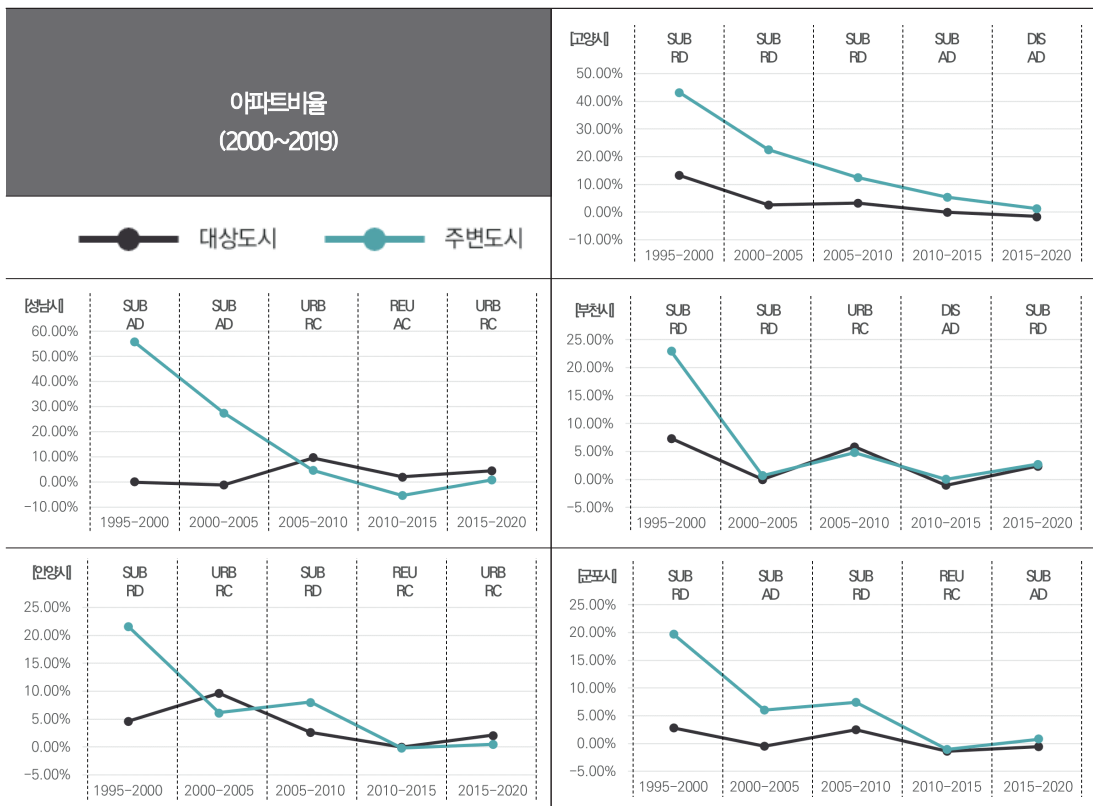 아파트비율
(2000~2019)
대상도시
주변도시
[고양시]
SUB SUB SUB SUB DIS
RD RD RD AD AD
50.00%
40.00%
30.00%
20.00%
10.00%
0.00%
-10.00%
1995-2000 2000-2005 2005-2010 2010-2015 2015-2020
[성남시]
SUB SUB URB REU URB
AD AD RC AC RC
60.00%
50.00%
40.00%
30.00%
20.00%
10.00%
0.00%
-10.00%
1995-2000 2000-2005 2005-2010 2010-2015 2015-2020
[부천시]
SUB SUB URB DIS SUB
RD RD RC AD RD
25.00%
20.00%
15.00%
10.00%
5.00%
0.00%
-5.00%
1995-2000 2000-2005 2005-2010 2010-2015 2015-2020
[안양시]
SUB URB SUB REU URB
RD RC RD RC RC
25.00%
20.00%
15.00%
10.00%
5.00%
0.00%
-5.00%
1995-2000 2000-2005 2005-2010 2010-2015 2015-2020
[군포시]
SUB SUB SUB REU SUB
RD AD RD RC AD
25.00%
20.00%
15.00%
10.00%
5.00%
0.00%
-5.00%
1995-2000 2000-2005 2005-2010 2010-2015 2015-2020